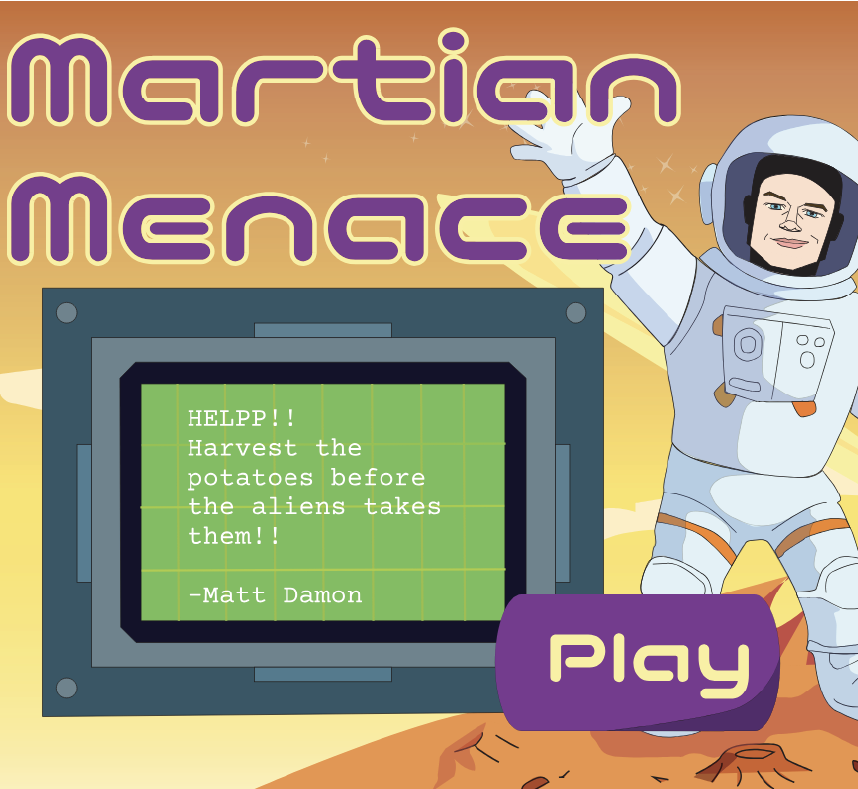 Martian
Menace
HELPP!!
Harvest the
potatoes before
the aliens takes
them!!
-Matt Damon
Play